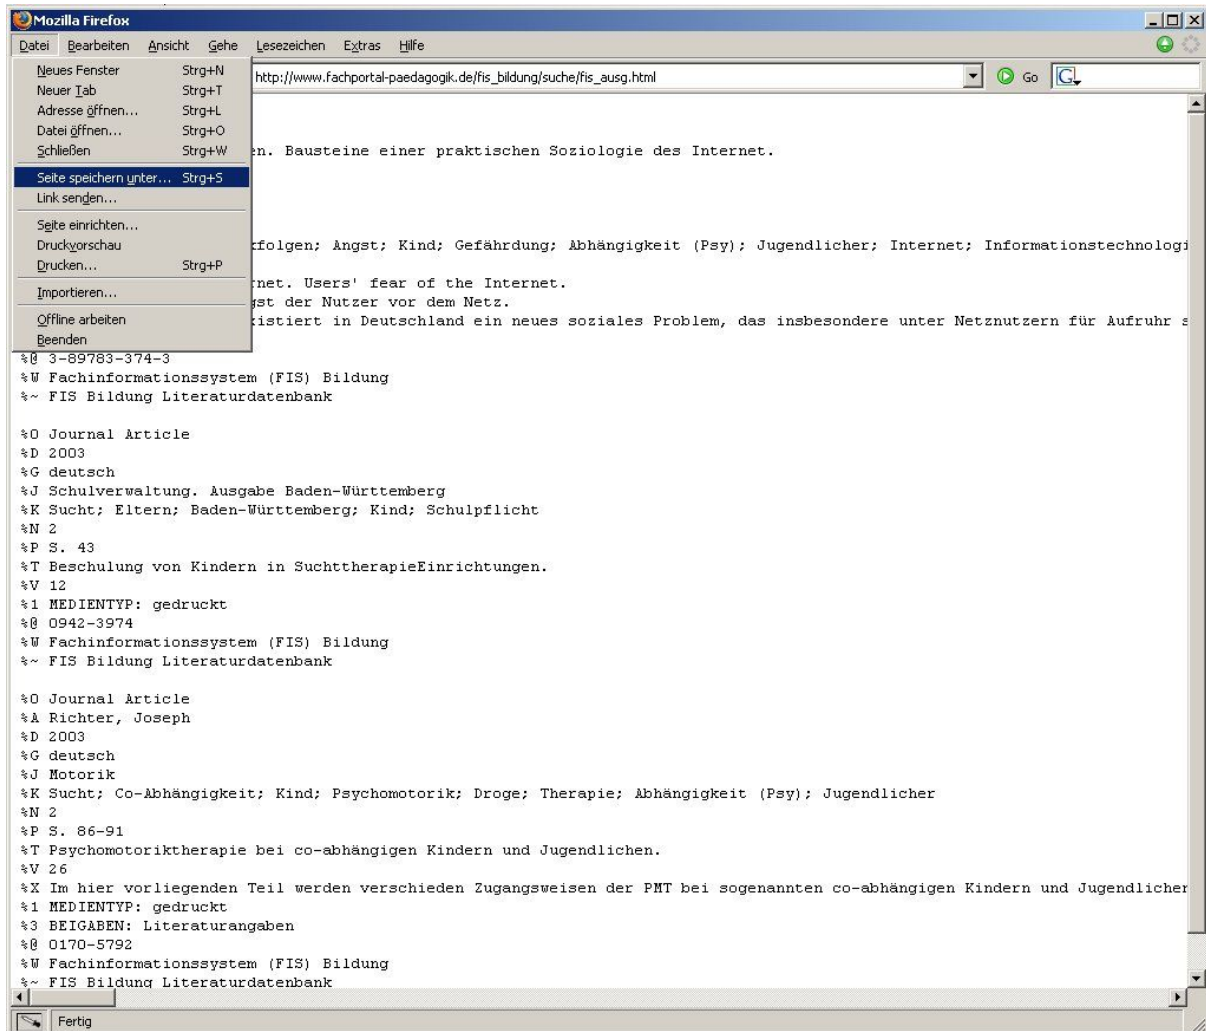 Mozilla Firefox
Datei Bearbeiten Ansicht Gehe Lesezeichen Extras Hilfe
Neues Fenster Strg+N
http://www.fachportal-paedagogik.de/fis_bildung/suche/fis_ausg.html Go G
Neuer Tab Strg+T
Adresse öffnen... Strg+L
Datei öffnen... Strg+O
Schließen Strg+W
en. Bausteine einer praktischen Soziologie des Internet.
Seite speichern unter... Strg+S
Link senden...
Seite einrichten...
Druckvorschau
kfolgen; Angst; Kind; Gefährdung; Abhängigkeit (Psy); Jugendlicher; Internet; Informationstechnologi
Drucken... Strg+P
rnet. Users' fear of the Internet.
Importieren...
gst der Nutzer vor dem Netz.
Offline arbeiten
xistiert in Deutschland ein neues soziales Problem, das insbesondere unter Netznutzern für Aufruhr s
Beenden
%@ 3-89783-374-3
%W Fachinformationssystem (FIS) Bildung
%~ FIS Bildung Literaturdatenbank
%0 Journal Article
%D 2003
%G deutsch
%J Schulverwaltung. Ausgabe Baden-Württemberg
%K Sucht; Eltern; Baden-Württemberg; Kind; Schulpflicht
%N 2
%P S. 43
%T Beschulung von Kindern in SuchttherapieEinrichtungen.
%V 12
%1 MEDIENTYP: gedruckt
%@ 0942-3974
%W Fachinformationssystem (FIS) Bildung
%~ FIS Bildung Literaturdatenbank
%0 Journal Article
%A Richter, Joseph
%D 2003
%G deutsch
%J Motorik
%K Sucht; Co-Abhängigkeit; Kind; Psychomotorik; Droge; Therapie; Abhängigkeit (Psy); Jugendlicher
%N 2
%P S. 86-91
%T Psychomotoriktherapie bei co-abhängigen Kindern und Jugendlichen.
%V 26
%X Im hier vorliegenden Teil werden verschieden Zugangsweisen der PMT bei sogenannten co-abhängigen Kindern und Jugendlicher
%1 MEDIENTYP: gedruckt
%3 BEIGABEN: Literaturangaben
%@ 0170-5792
%W Fachinformationssystem (FIS) Bildung
%~ FIS Bildung Literaturdatenbank
Fertig